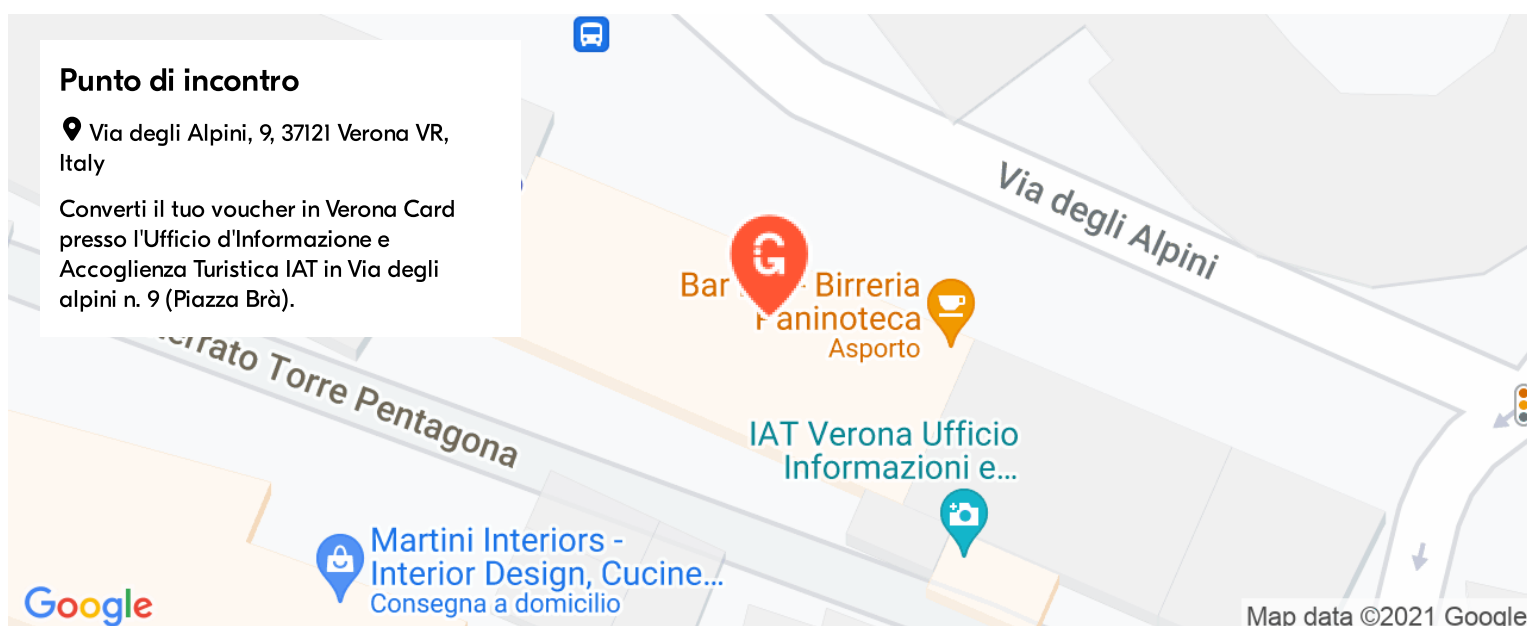 Punto di incontro
Via degli Alpini, 9, 37121 Verona VR,
Italy
Converti il tuo voucher in Verona Card
presso l'Ufficio d'Informazione e
Accoglienza Turistica IAT in Via degli
alpini n. 9 (Piazza Brà).
Via degli Alpini
G
Bar
- Birreria
Paninoteca
Asporto
Torre Pentagona
IAT Verona Ufficio
Informazioni e...
Martini Interiors -
Interior Design, Cucine...
Consegna a domicilio
Google
Map data ©2021 Google